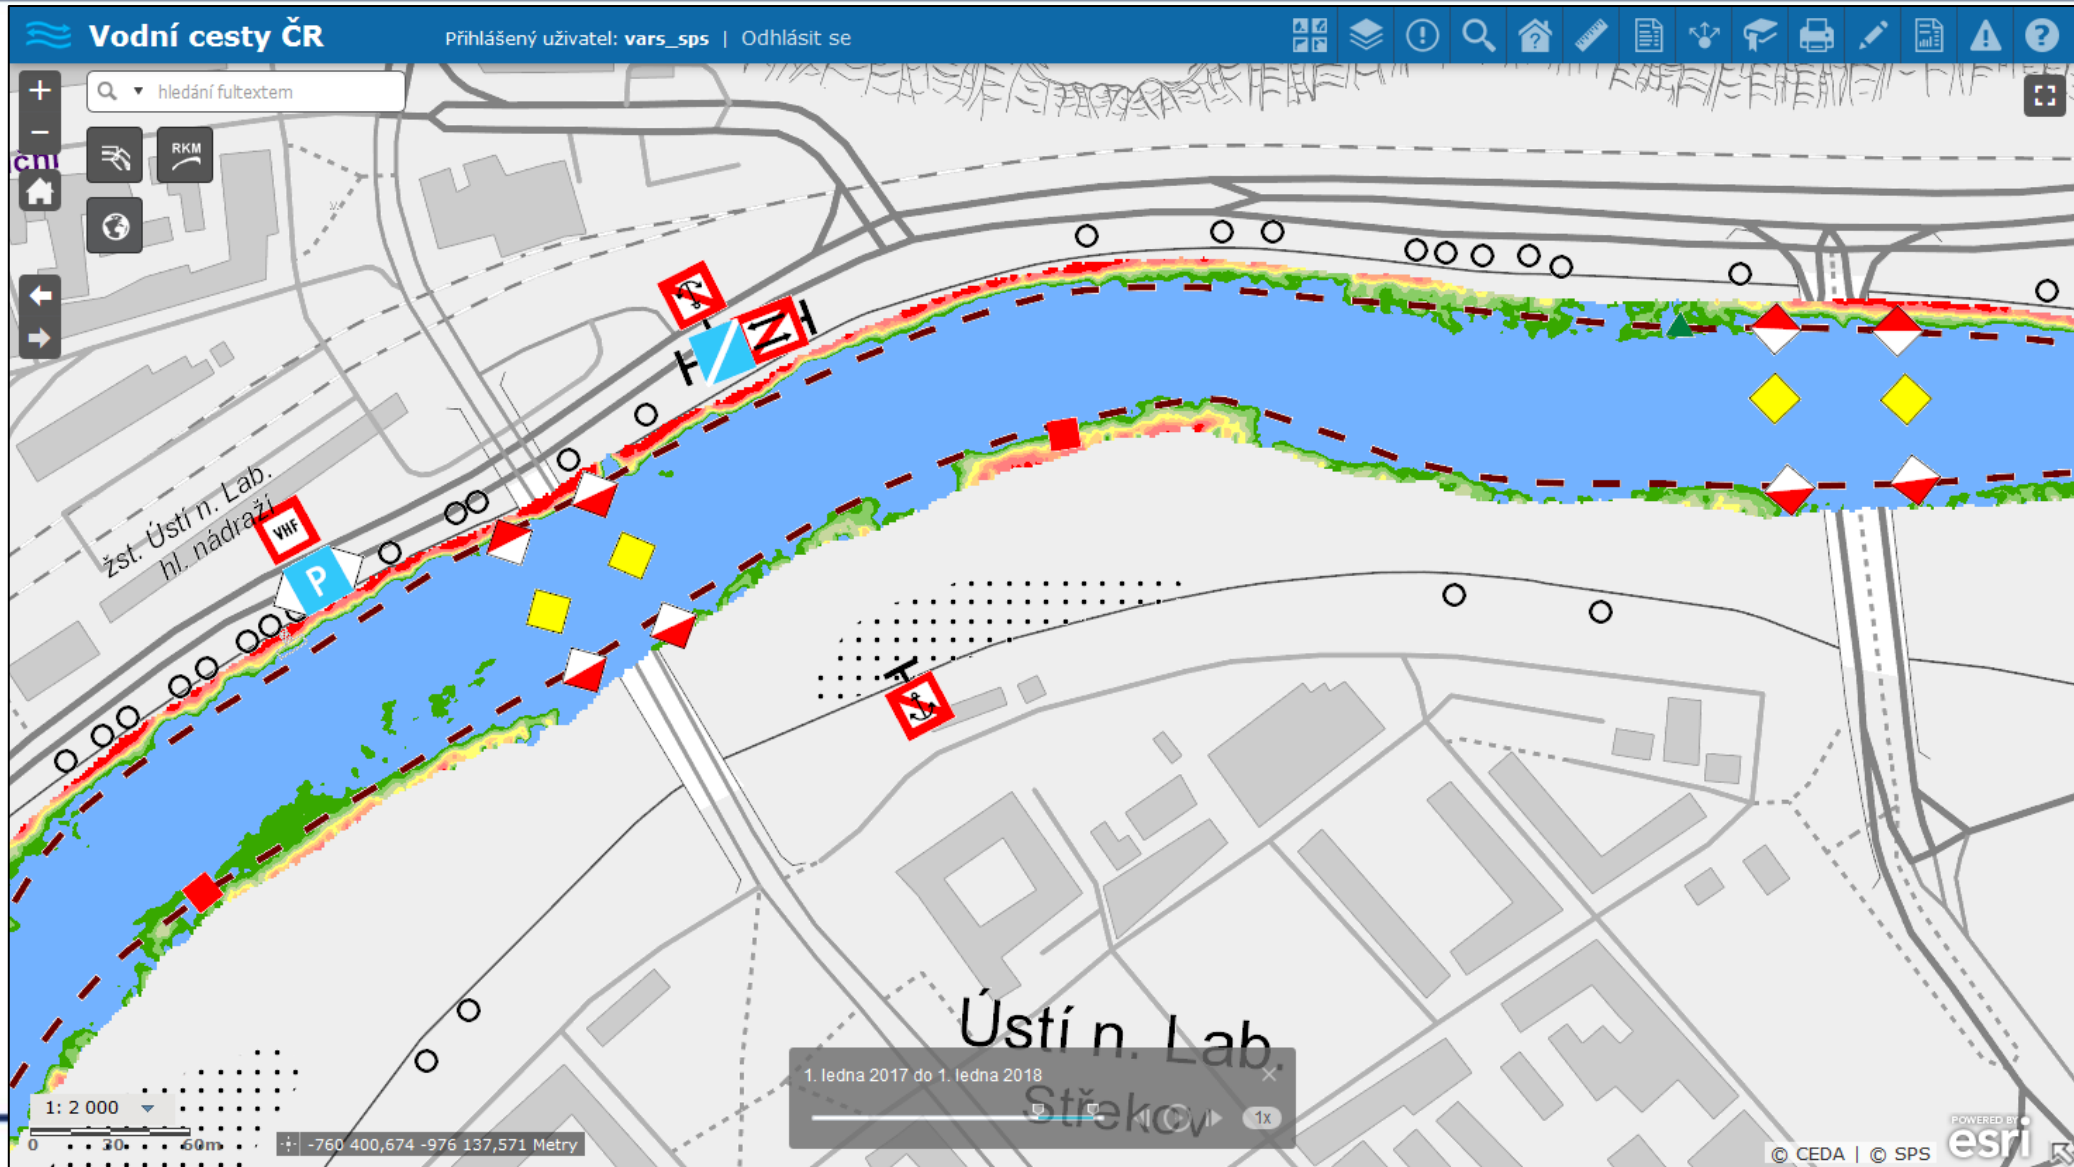 Vodní cesty ČR
Přihlášený uživatel: vars_sps | Odhlásit se
hledání fultextem
RKM
ční
žst. Ústí n. Lab.
hl. nádraží
VHF
P
Ústí n. Lab.
Střekov
1. ledna 2017 do 1. ledna 2018
1x
1: 2 000
0 30 60m
-760 400,674 -976 137,571 Metry
POWERED BY
esri
© CEDA | © SPS